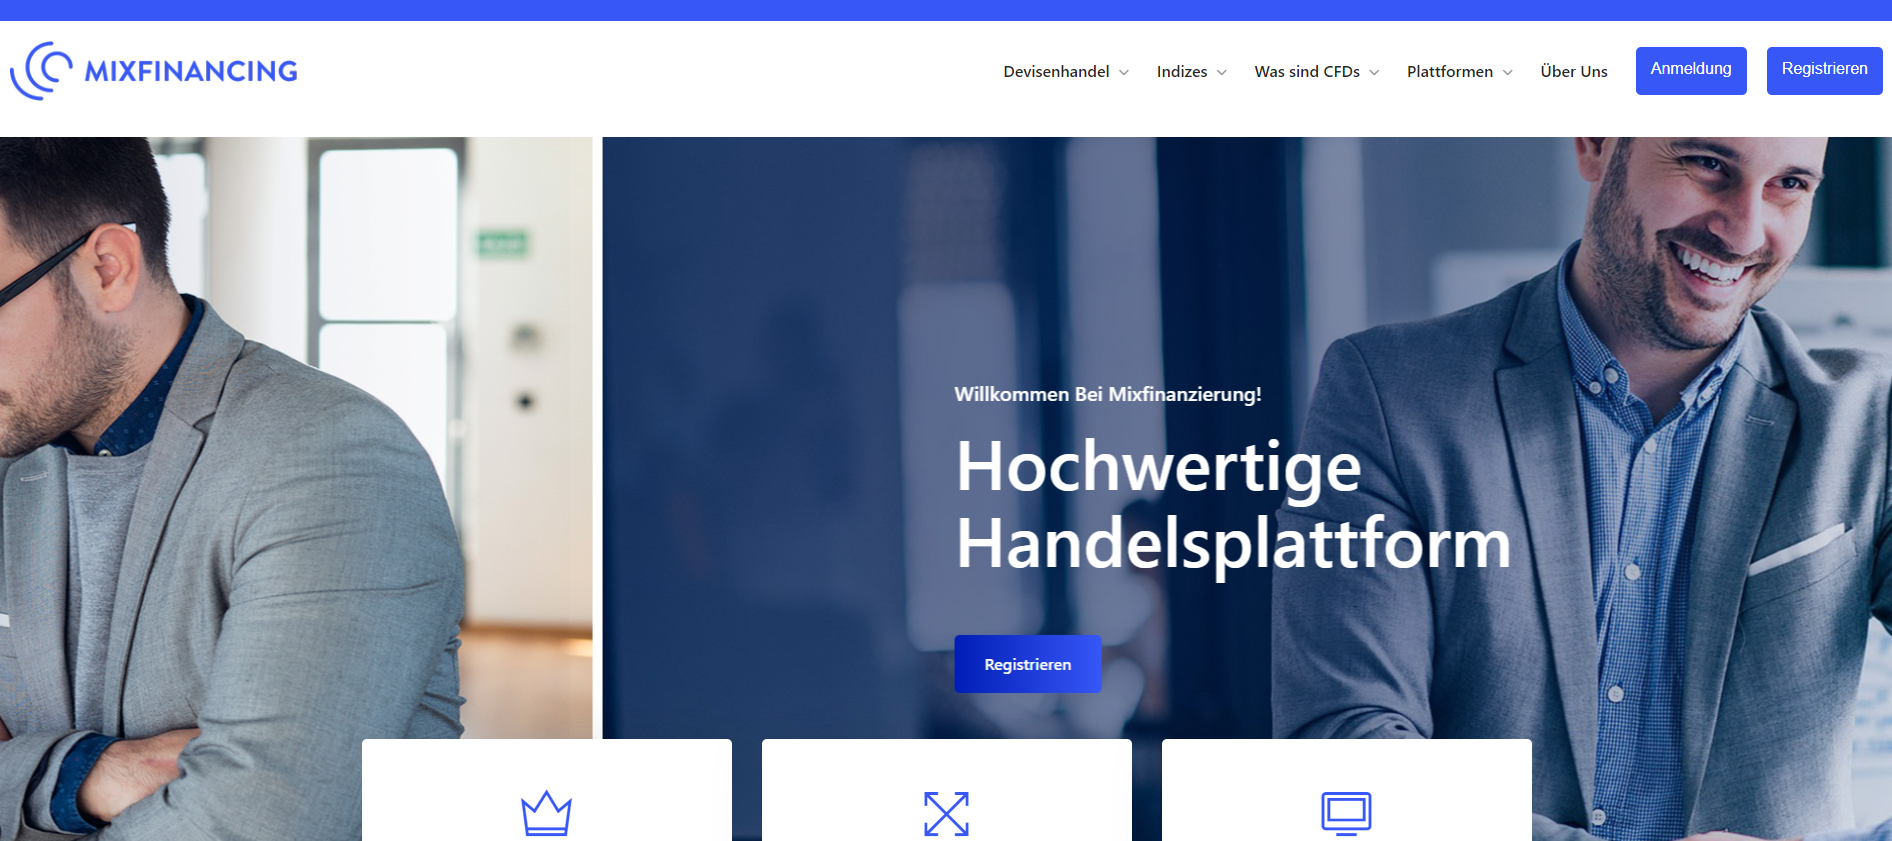 MIXFINANCING
Devisenhandel
Indizes
Was sind CFDs
Plattformen
Über Uns
Anmeldung
Registrieren
Willkommen Bei Mixfinanzierung!
Hochwertige
Handelsplattform
Registrieren